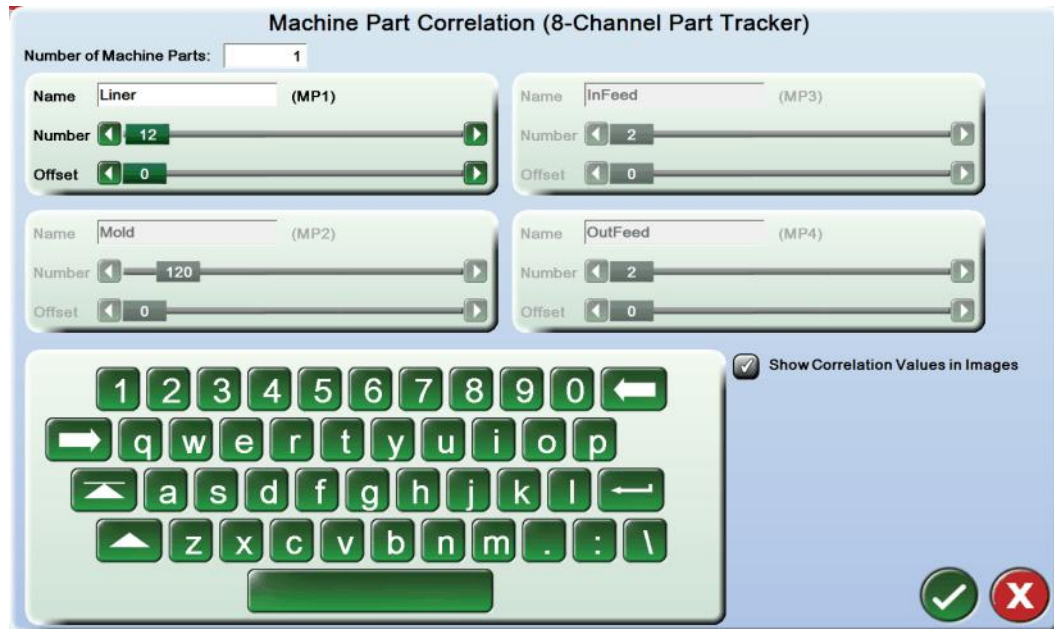 Machine Part Correlation (8-Channel Part Tracker)
Number of Machine Parts: 1
Name Liner (MP1)
Number 12
Offset 0
Name InFeed (MP3)
Number 2
Offset 0
Name Mold (MP2)
Number 120
Offset 0
Name OutFeed (MP4)
Number 2
Offset 0
Show Correlation Values in Images
1 2 3 4 5 6 7 8 9 0
q w e r t y u i o p
a s d f g h j k l
z x c v b n m . : \
X